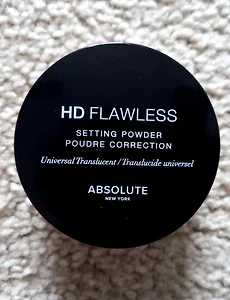 HD FLAWLESS
SETTING POWDER
POUDRE CORRECTION
Universal Translucent / Translucide universel
ABSOLUTE
NEW YORK